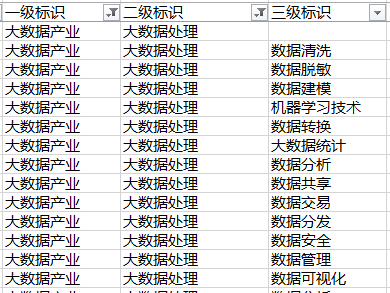 一级标识 二级标识 三级标识
大数据产业 大数据处理
大数据产业 大数据处理 数据清洗
大数据产业 大数据处理 数据脱敏
大数据产业 大数据处理 数据建模
大数据产业 大数据处理 机器学习技术
大数据产业 大数据处理 数据转换
大数据产业 大数据处理 大数据统计
大数据产业 大数据处理 数据分析
大数据产业 大数据处理 数据共享
大数据产业 大数据处理 数据交易
大数据产业 大数据处理 数据分发
大数据产业 大数据处理 数据安全
大数据产业 大数据处理 数据管理
大数据产业 大数据处理 数据可视化